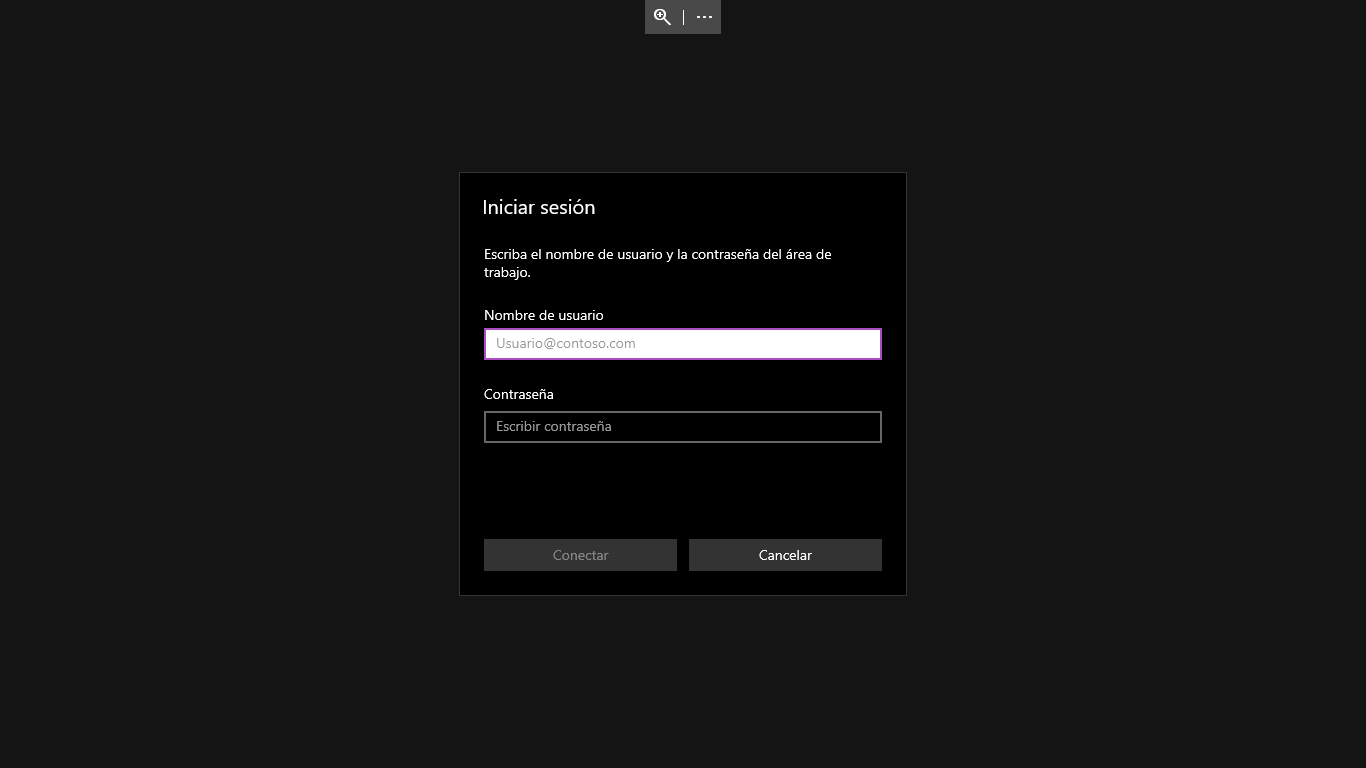 Iniciar sesión
Escriba el nombre de usuario y la contraseña del área de
trabajo.
Nombre de usuario
Usuario@contoso.com
Contraseña
Escribir contraseña
Conectar
Cancelar